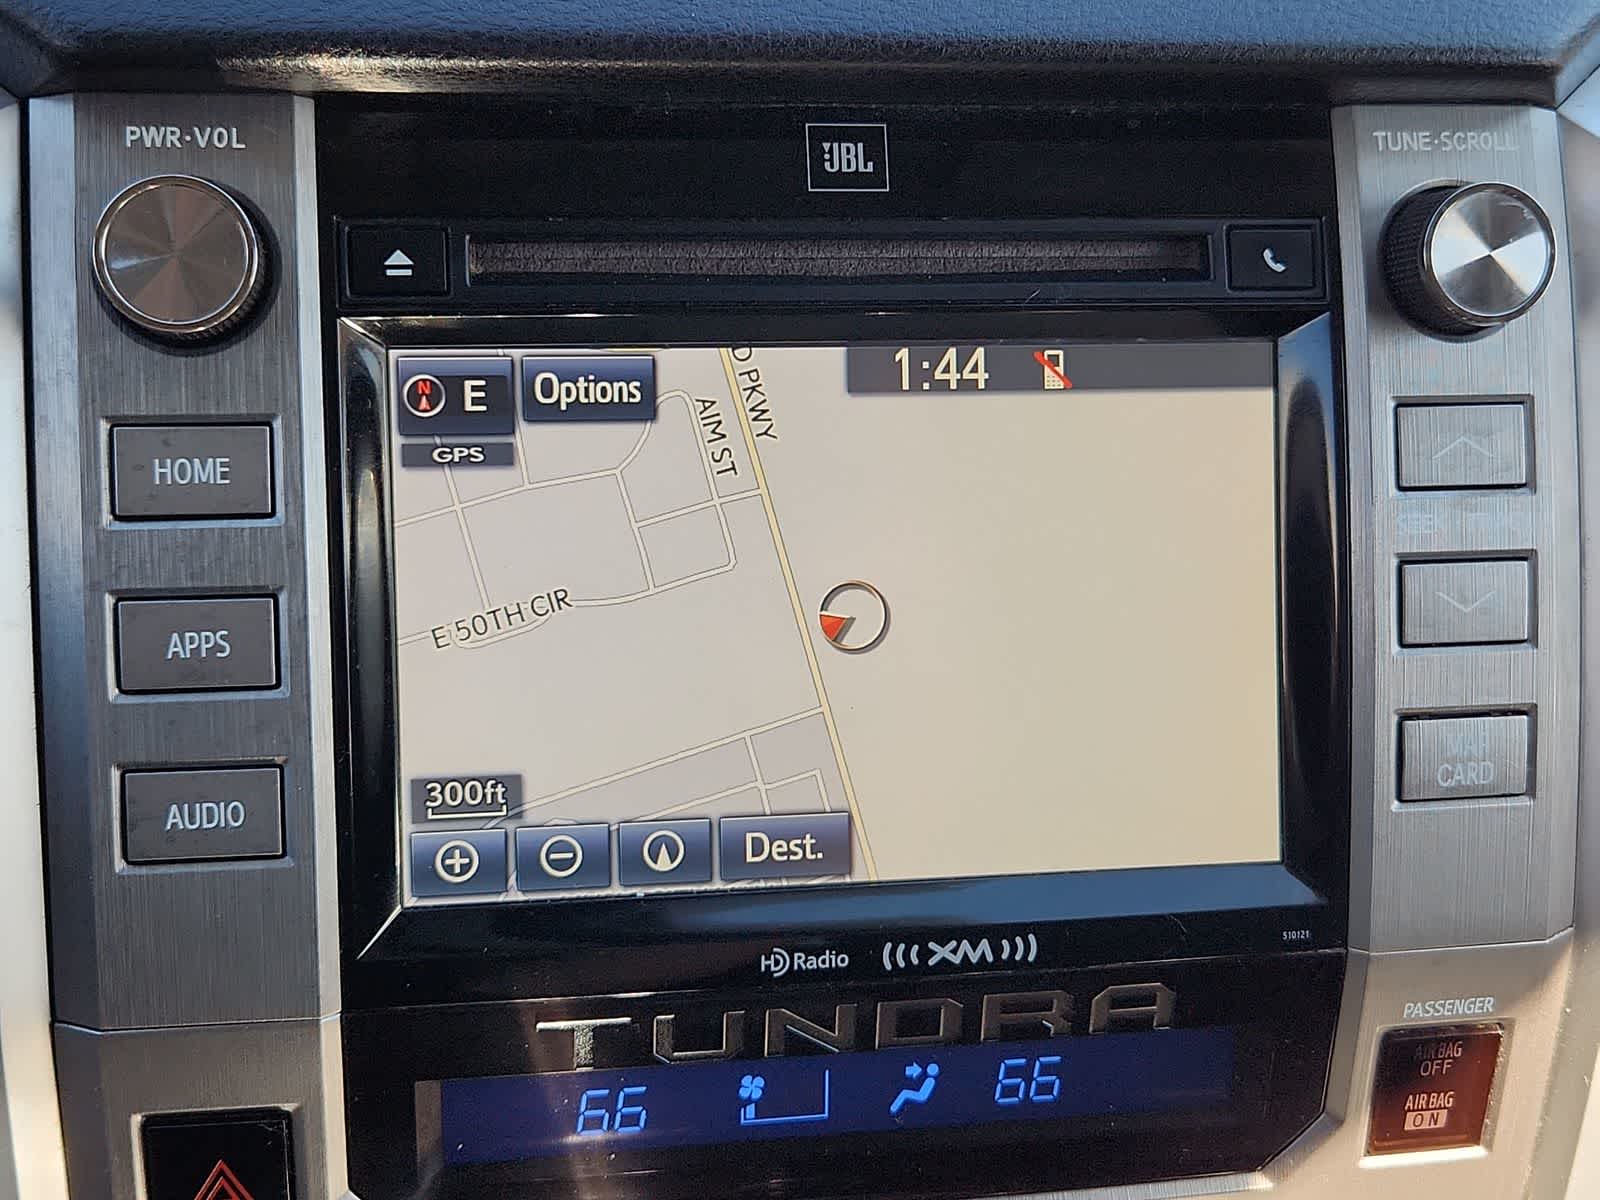 PWR·VOL
JBL
TUNE·SCROLL
HOME
APPS
AUDIO
N E
Options
GPS
D PKWY
AIM ST
1:44
E 50TH CIR
300ft
Dest.
MAP
CARD
HD Radio
XM
510121
TUNDRA
66
66
PASSENGER
AIR BAG
OFF
AIR BAG
ON